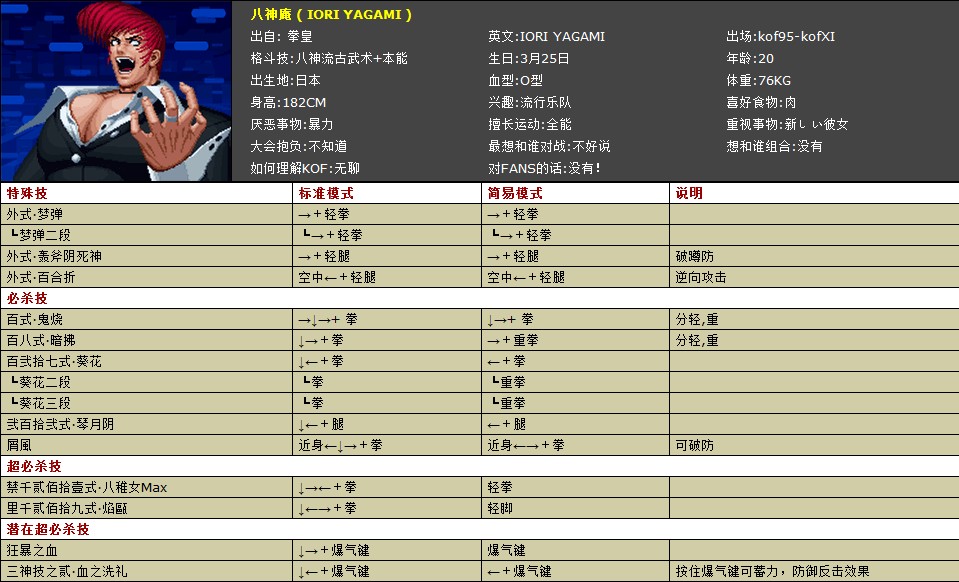 八神庵 ( IORI YAGAMI )
出自: 拳皇 英文:IORI YAGAMI 出场:kof95-kofXI
格斗技:八神流古武术+本能 生日:3月25日 年龄:20
出生地:日本 血型:O型 体重:76KG
身高:182CM 兴趣:流行乐队 喜好食物:肉
厌恶事物:暴力 擅长运动:全能 重视事物:新しい彼女
大会抱负:不知道 最想和谁对战:不好说 想和谁组合:没有
如何理解KOF:无聊 对FANS的话:没有!
特殊技 标准模式 简易模式 说明
外式·梦弹 →+轻拳 →+轻拳
┗梦弹二段 ┗→+轻拳 ┗→+轻拳
外式·轰斧阴死神 →+轻腿 →+轻腿 破蹲防
外式·百合折 空中←+轻腿 空中←+轻腿 逆向攻击
必杀技
百式·鬼烧 →↓→+ 拳 ↓→+ 拳 分轻,重
百八式·暗拂 ↓→+拳 →+重拳 分轻,重
百弐拾七式·葵花 ↓←+拳 ←+拳
┗葵花二段 ┗拳 ┗重拳
┗葵花三段 ┗拳 ┗重拳
弐百拾弐式·琴月阴 ↓←+腿 ←+腿
屑風 近身←↓→+拳 近身←→+拳 可破防
超必杀技
禁千贰佰拾壹式·八稚女Max ↓→←+拳 轻拳
里千贰佰拾九式·焰甌 ↓←→+拳 轻脚
潜在超必杀技
狂暴之血 ↓→+爆气键 爆气键
三神技之贰·血之洗礼 ↓←+爆气键 ←+爆气键 按住爆气键可蓄力，防御反击效果